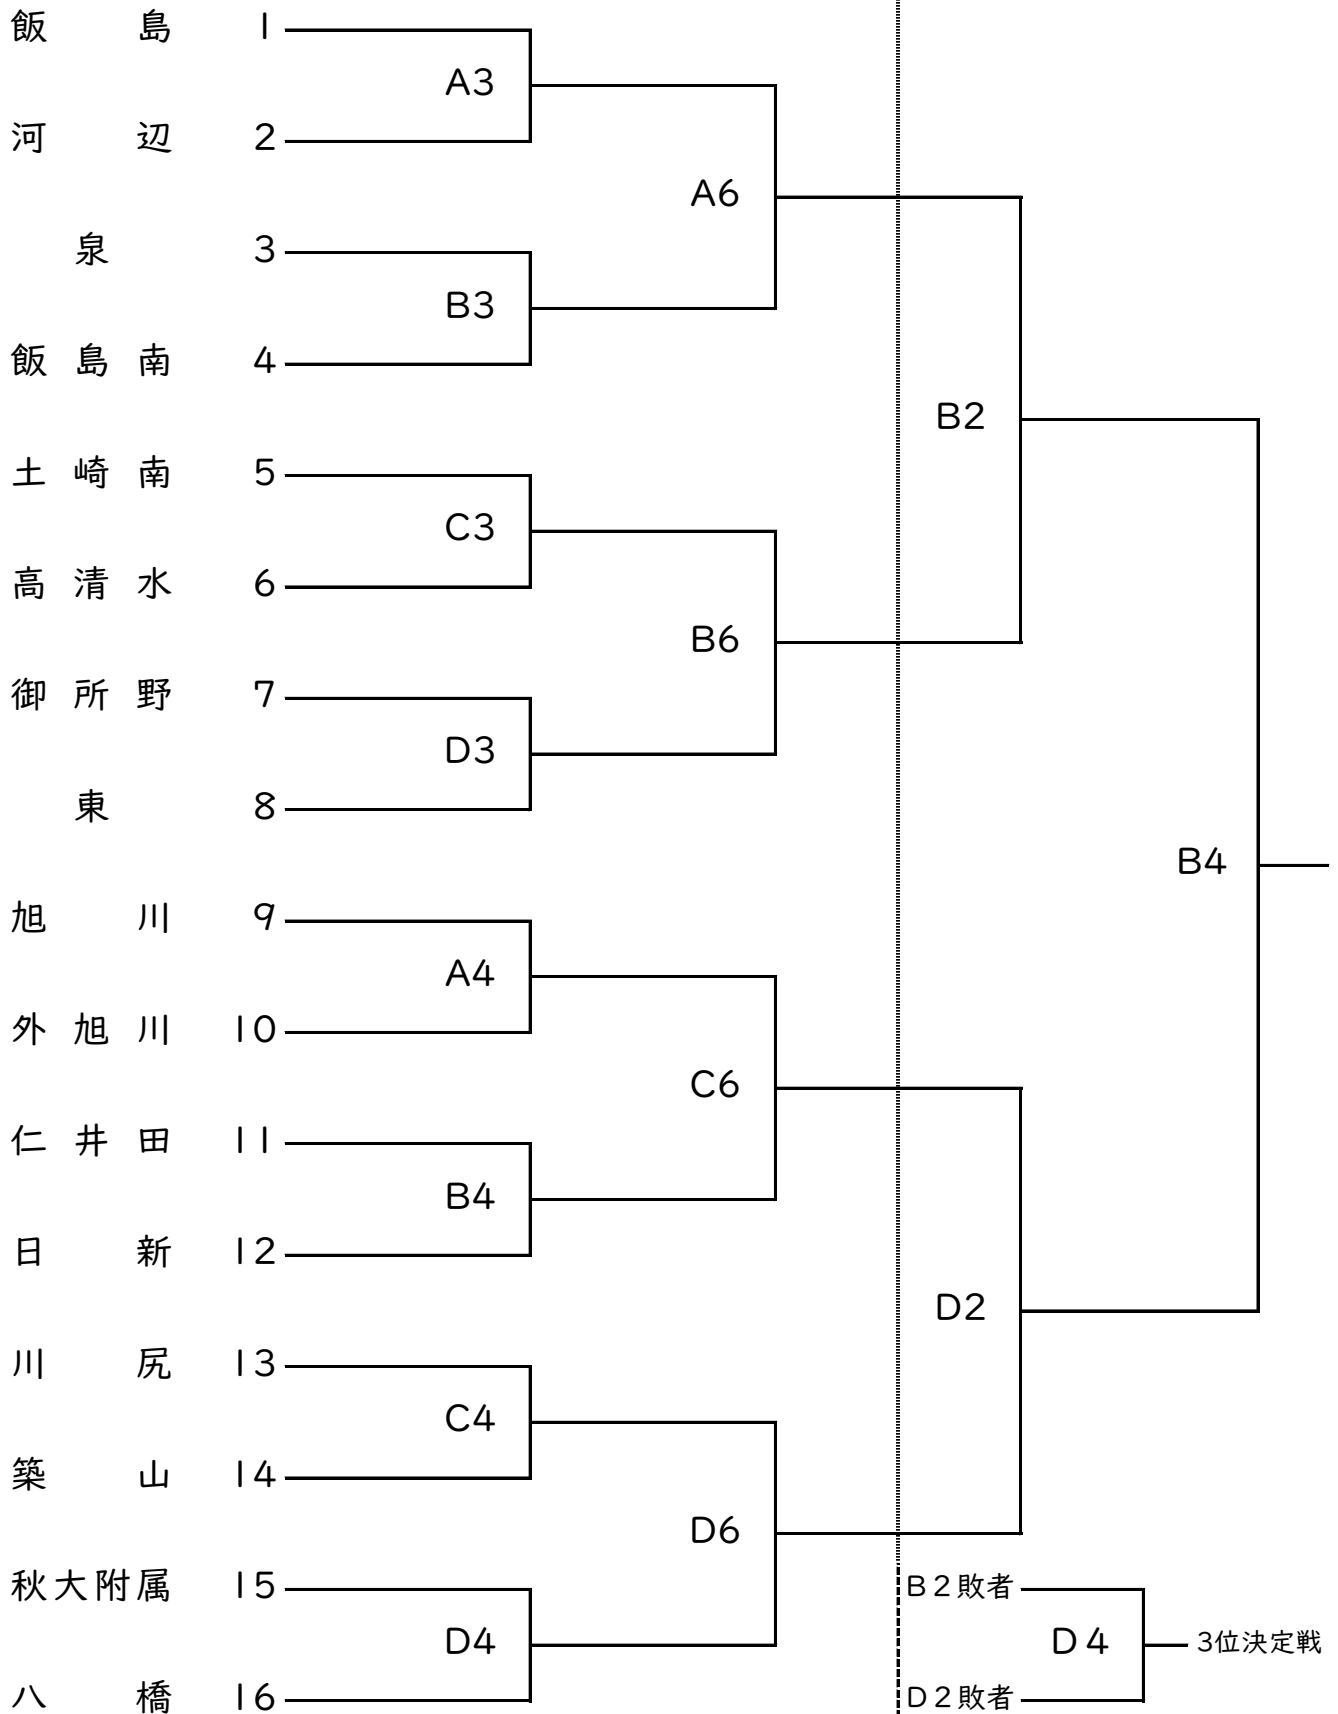 飯島 1
A3
河辺 2
A6
泉 3
B3
飯島南 4
B2
土崎南 5
C3
高清水 6
B6
御所野 7
D3
東 8
B4
旭川 9
A4
外旭川 10
C6
仁井田 11
B4
日新 12
D2
川尻 13
C4
築山 14
D6
秋大附属 15 B2敗者
D4 D4 3位決定戦
八橋 16 D2敗者